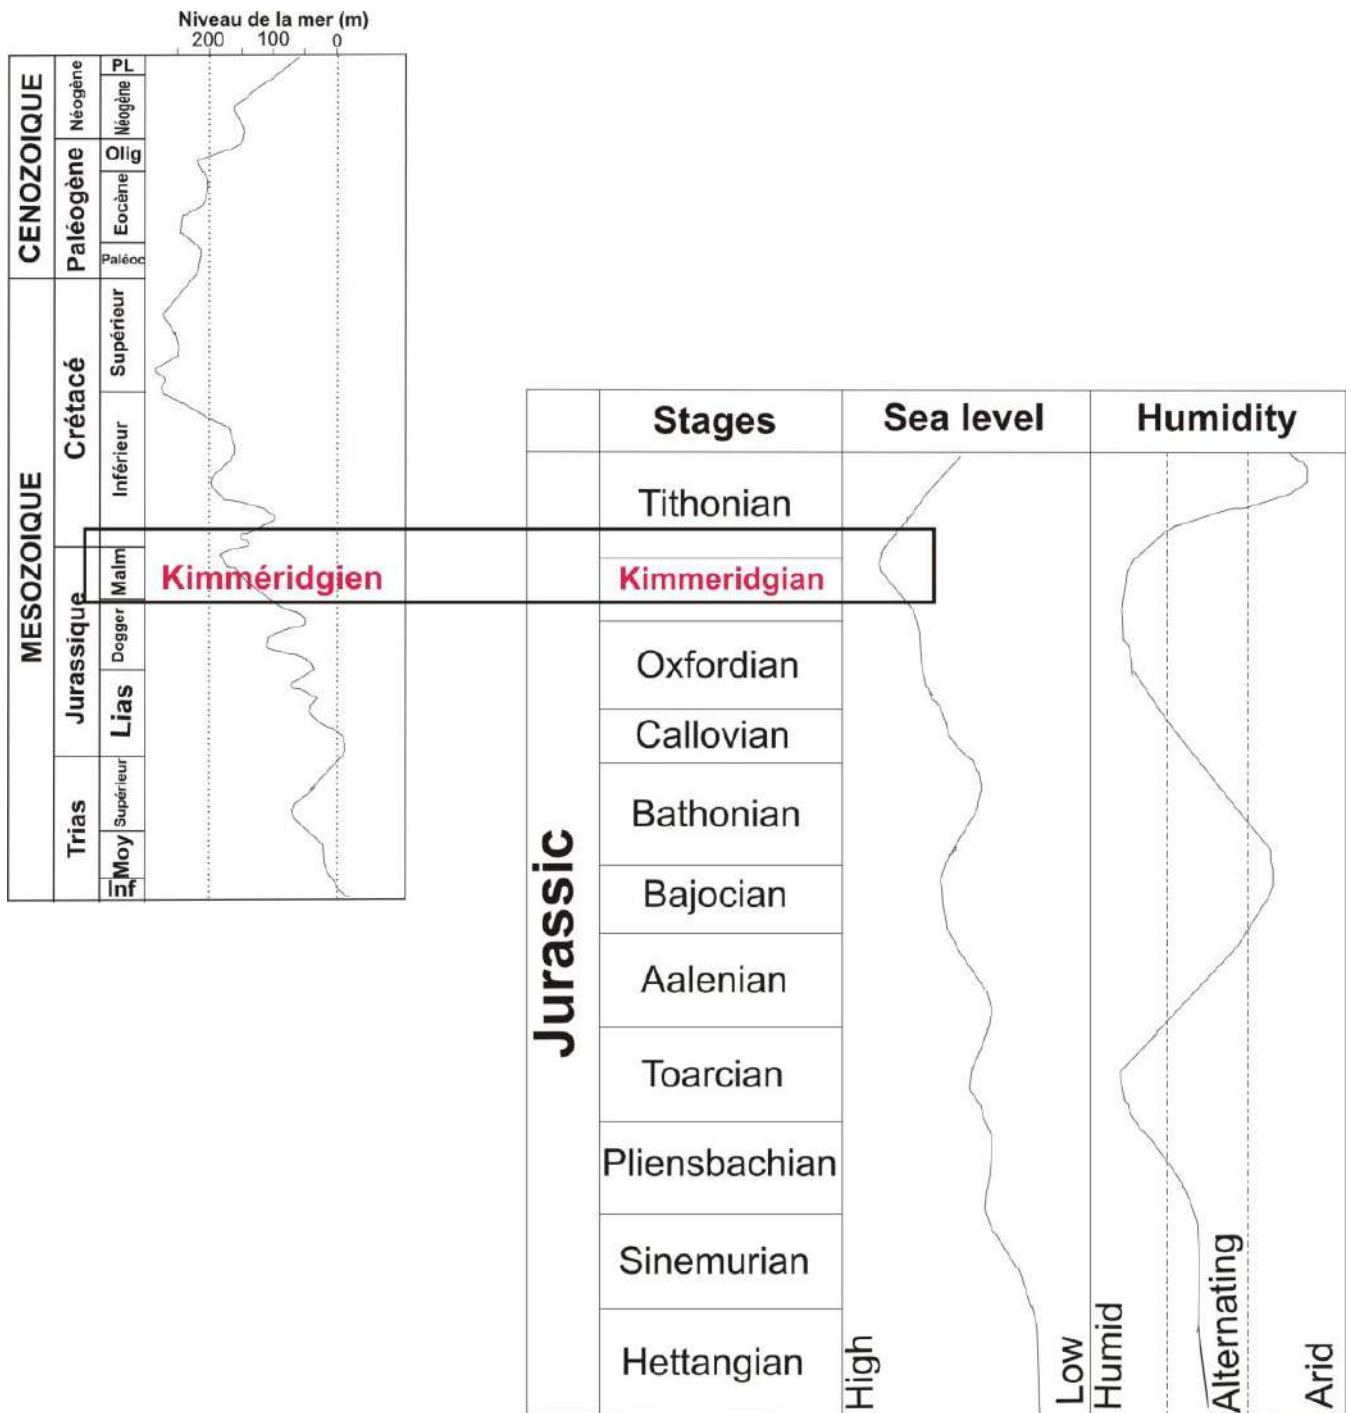 Niveau de la mer (m)
200 100 0
CENOZOIQUE
MESOZOIQUE
Néogène
Paléogène
Crétacé
Jurassique
Trias
PL
Néogène
Olig
Eocène
Paléoc
Supérieur
Inférieur
Malm
Dogger
Lias
Supérieur
Moy
Inf
Kimméridgien
Stages Sea level Humidity
Jurassic
Tithonian
Kimmeridgian
Oxfordian
Callovian
Bathonian
Bajocian
Aalenian
Toarcian
Pliensbachian
Sinemurian
Hettangian
High
Low
Humid
Alternating
Arid